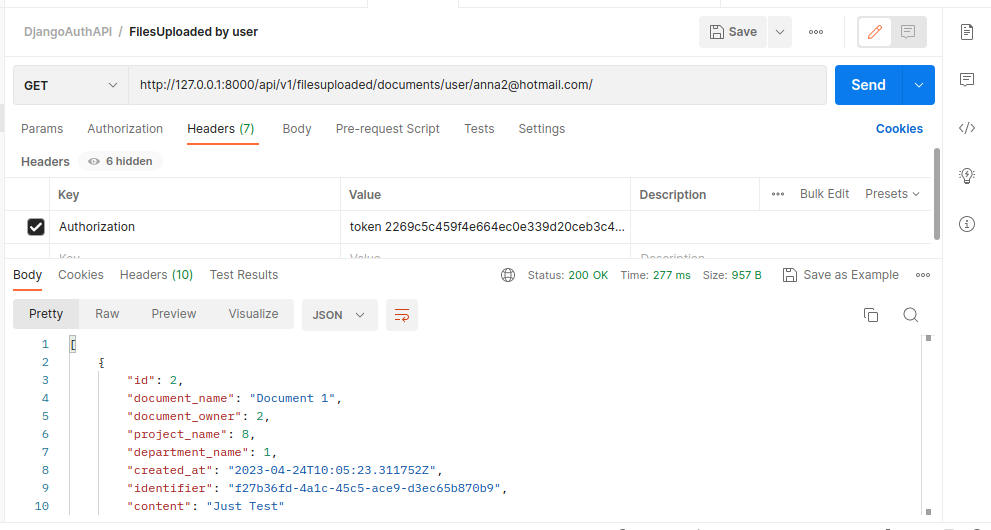 DjangoAuthAPI / FilesUploaded by user
Save
GET http://127.0.0.1:8000/api/v1/filesuploaded/documents/user/anna2@hotmail.com/ Send
Params Authorization Headers (7) Body Pre-request Script Tests Settings Cookies
Headers 6 hidden
Key Value Description Bulk Edit Presets
Authorization token 2269c5c459f4e664ec0e339d20ceb3c4...
Key Value Description
Body Cookies Headers (10) Test Results Status: 200 OK Time: 277 ms Size: 957 B Save as Example
Pretty Raw Preview Visualize JSON
1 [
2 {
3 "id": 2,
4 "document_name": "Document 1",
5 "document_owner": 2,
6 "project_name": 8,
7 "department_name": 1,
8 "created_at": "2023-04-24T10:05:23.311752Z",
9 "identifier": "f27b36fd-4a1c-45c5-ace9-d3ec65b870b9",
10 "content": "Just Test"